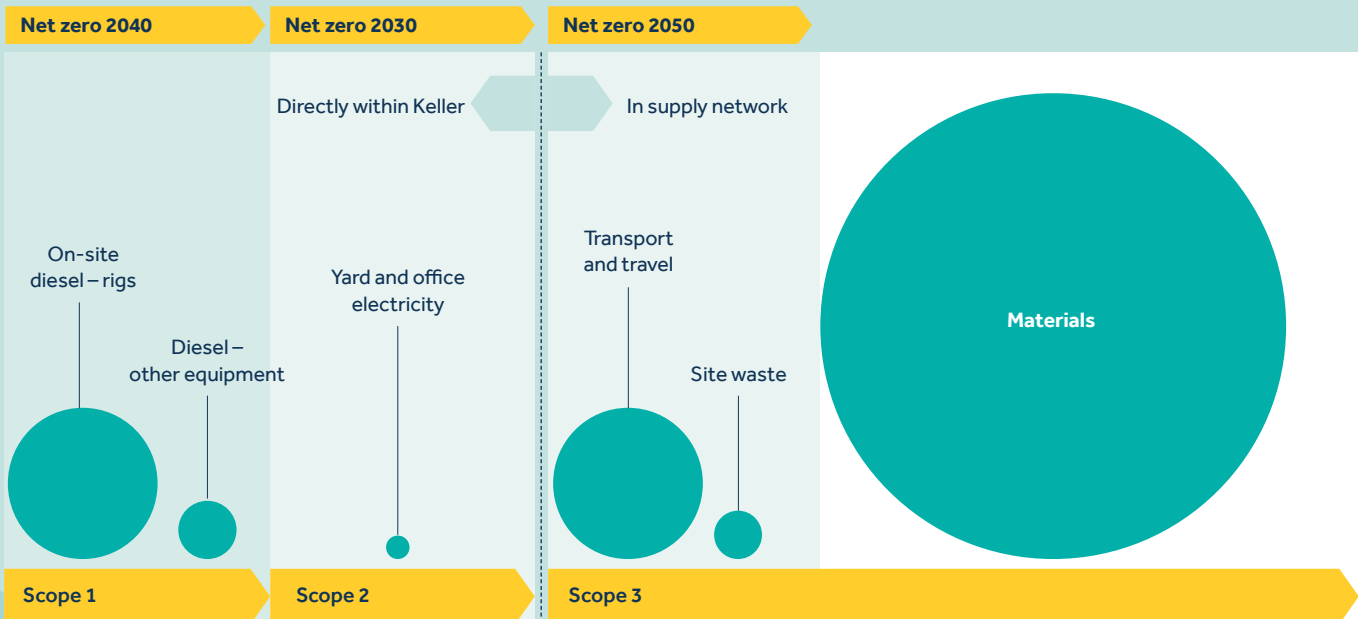 Net zero 2040
Net zero 2030
Net zero 2050
Directly within Keller
In supply network
On-site
diesel – rigs
Diesel –
other equipment
Yard and office
electricity
Transport
and travel
Site waste
Materials
Scope 1
Scope 2
Scope 3